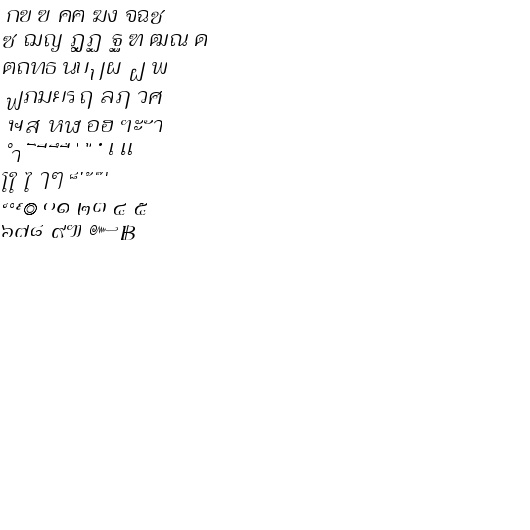 กขฃ คฅ ฆง จฉช
ซ ฌญ ฎฏ ฐ ฑ ฒณ ด
ตถทธ นบปผ ฝ พ
ฟภมยรฤ ลฦ วศ
ษส หฬ อฮ ฯะา
ำ เแ
โใ ไ ๅๆ
๏ ๐๑ ๒๓ ๔ ๕
๖๗๘ ๙๚ ๛฿